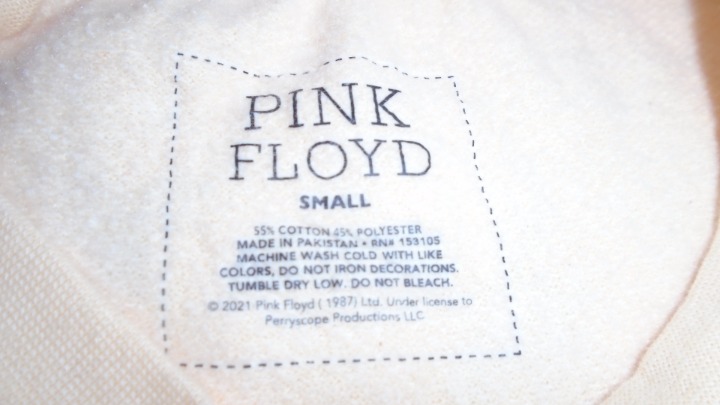 PINK
FLOYD
SMALL
55% COTTON 45% POLYESTER
MADE IN PAKISTAN • RN# 153105
MACHINE WASH COLD WITH LIKE
COLORS, DO NOT IRON DECORATIONS.
TUMBLE DRY LOW. DO NOT BLEACH.
© 2021 Pink Floyd ( 1987) Ltd. Under license to
Perryscope Productions LLC